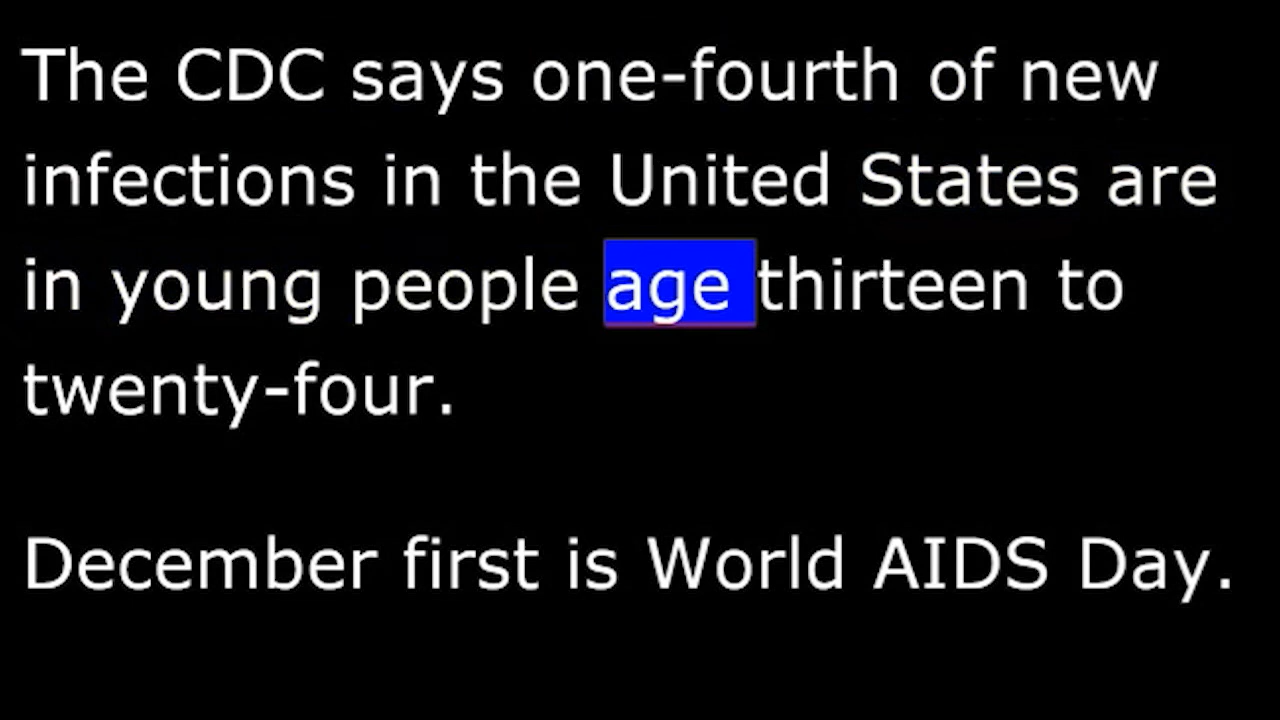 The CDC says one-fourth of new
infections in the United States are
in young people age thirteen to
twenty-four.
December first is World AIDS Day.